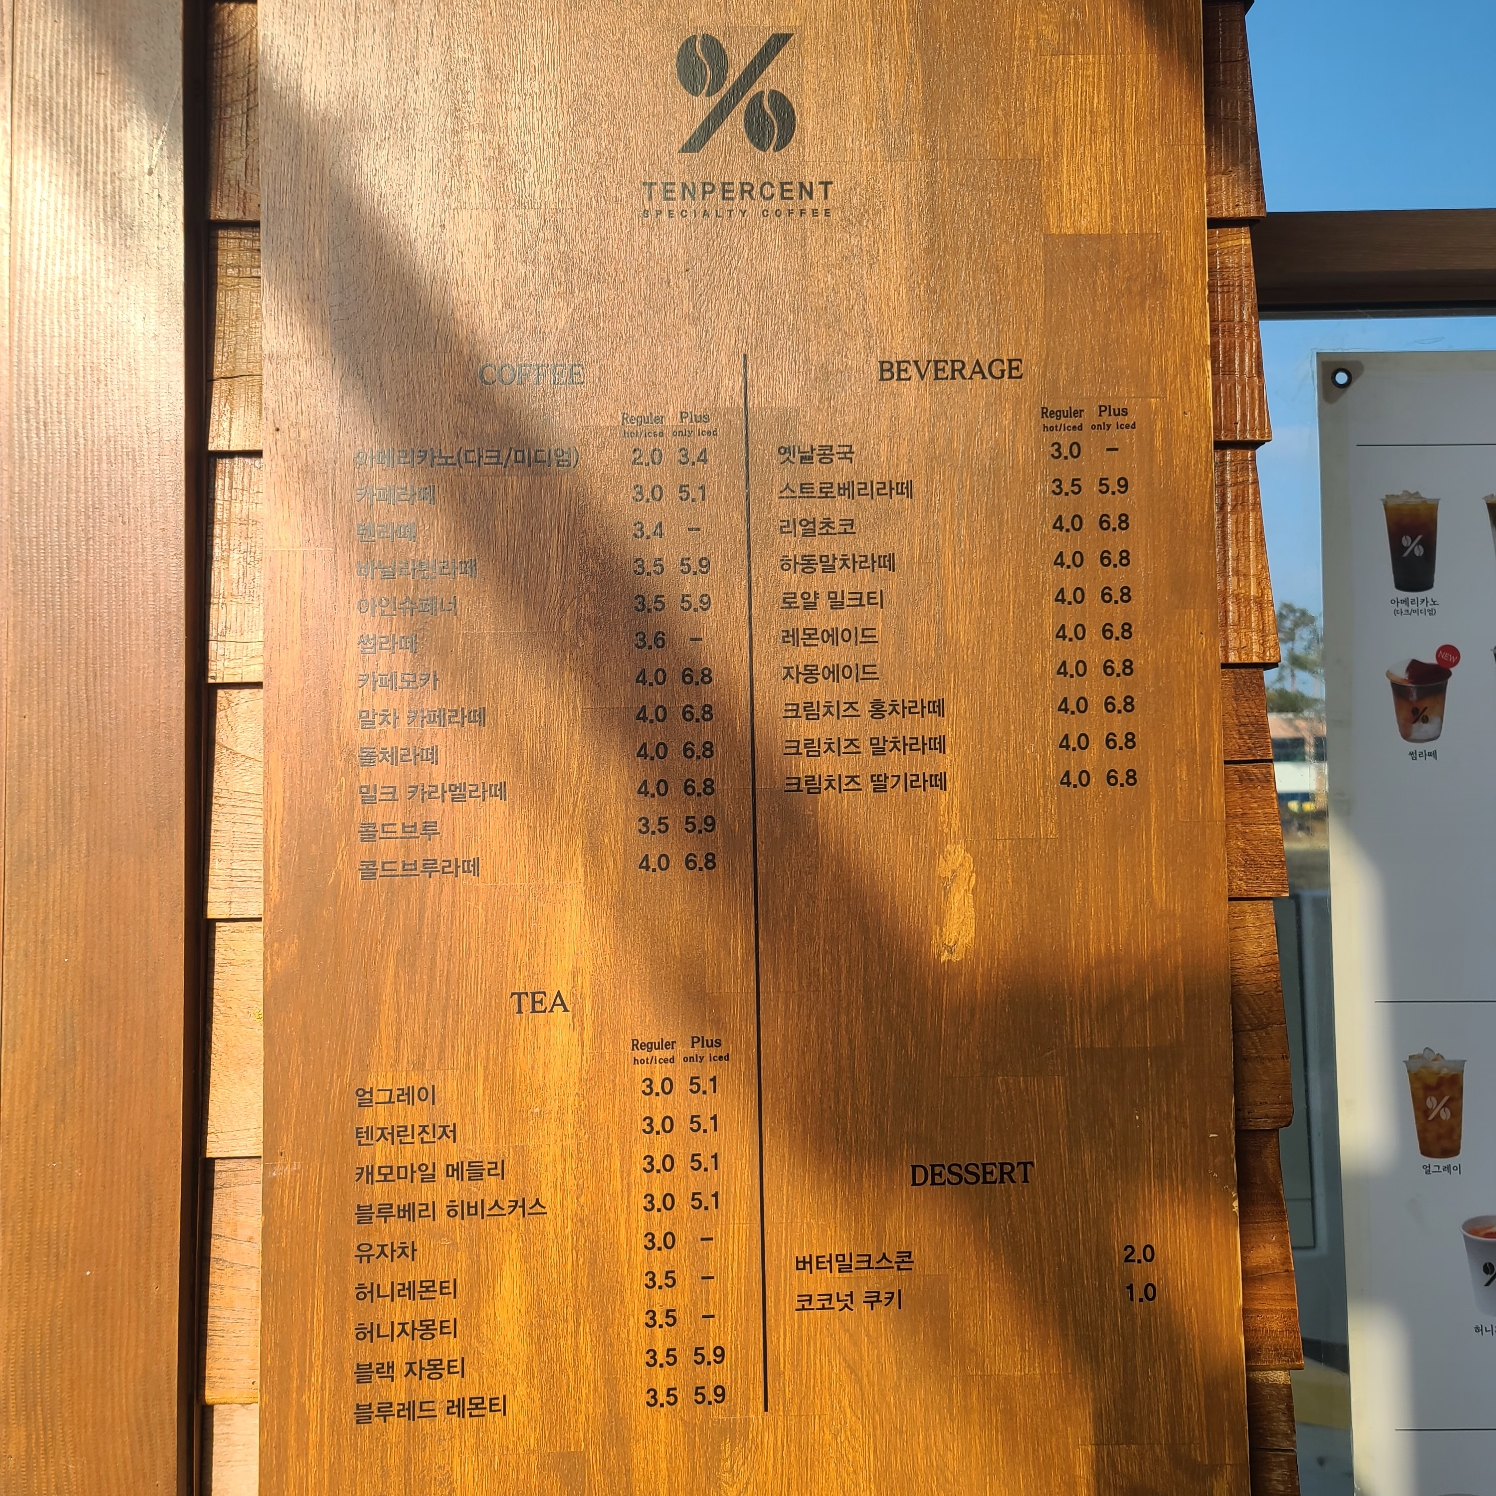 TENPERCENT
SPECIALTY COFFEE
COFFEE
Reguler Plus
hot/iced only iced
아메리카노(다크/미디엄) 2.0 3.4
카페라떼 3.0 5.1
텐라떼 3.4 –
바닐라빈라떼 3.5 5.9
아인슈페너 3.5 5.9
썸라떼 3.6 –
카페모카 4.0 6.8
말차 카페라떼 4.0 6.8
돌체라떼 4.0 6.8
밀크 카라멜라떼 4.0 6.8
콜드브루 3.5 5.9
콜드브루라떼 4.0 6.8
TEA
Reguler Plus
hot/iced only iced
얼그레이 3.0 5.1
텐저린진저 3.0 5.1
캐모마일 메들리 3.0 5.1
블루베리 히비스커스 3.0 5.1
유자차 3.0 –
허니레몬티 3.5 –
허니자몽티 3.5 –
블랙 자몽티 3.5 5.9
블루레드 레몬티 3.5 5.9
BEVERAGE
Reguler Plus
hot/iced only iced
옛날콩국 3.0 –
스트로베리라떼 3.5 5.9
리얼초코 4.0 6.8
하동말차라떼 4.0 6.8
로얄 밀크티 4.0 6.8
레몬에이드 4.0 6.8
자몽에이드 4.0 6.8
크림치즈 홍차라떼 4.0 6.8
크림치즈 말차라떼 4.0 6.8
크림치즈 딸기라떼 4.0 6.8
DESSERT
버터밀크스콘 2.0
코코넛 쿠키 1.0
아메리카노
(다크/미디엄)
NEW
썸라떼
얼그레이